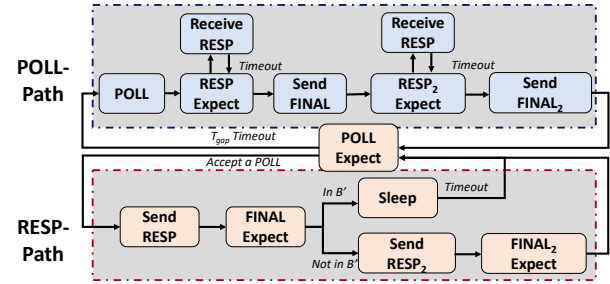 POLL-
Path
Receive
RESP
Receive
RESP
Timeout
Timeout
POLL
RESP
Expect
Send
FINAL
RESP₂
Expect
Send
FINAL₂
T_gap Timeout
POLL
Expect
Accept a POLL
RESP-
Path
Send
RESP
FINAL
Expect
In B'
Sleep
Timeout
Not in B'
Send
RESP₂
FINAL₂
Expect